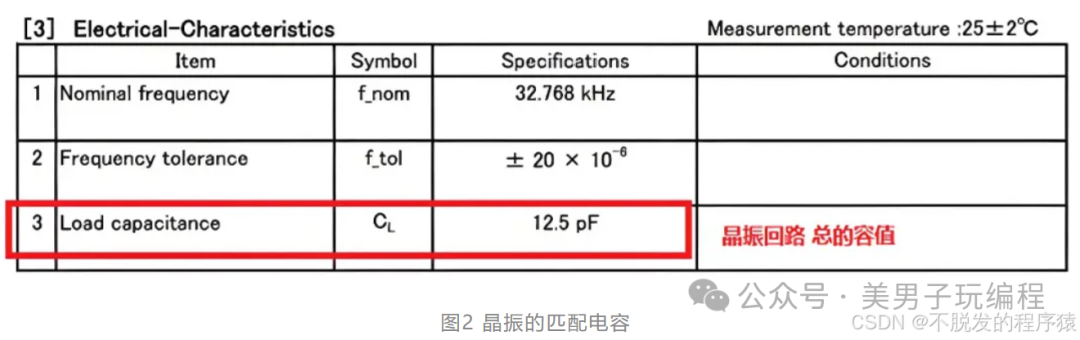 [3] Electrical-Characteristics Measurement temperature :25±2℃
Item Symbol Specifications Conditions
1 Nominal frequency f_nom 32.768 kHz
2 Frequency tolerance f_tol ± 20 × 10⁻⁶
3 Load capacitance CL 12.5 pF 晶振回路 总的容值
公众号 · 美男子玩编程
图2 晶振的匹配电容
CSDN @不脱发的程序猿